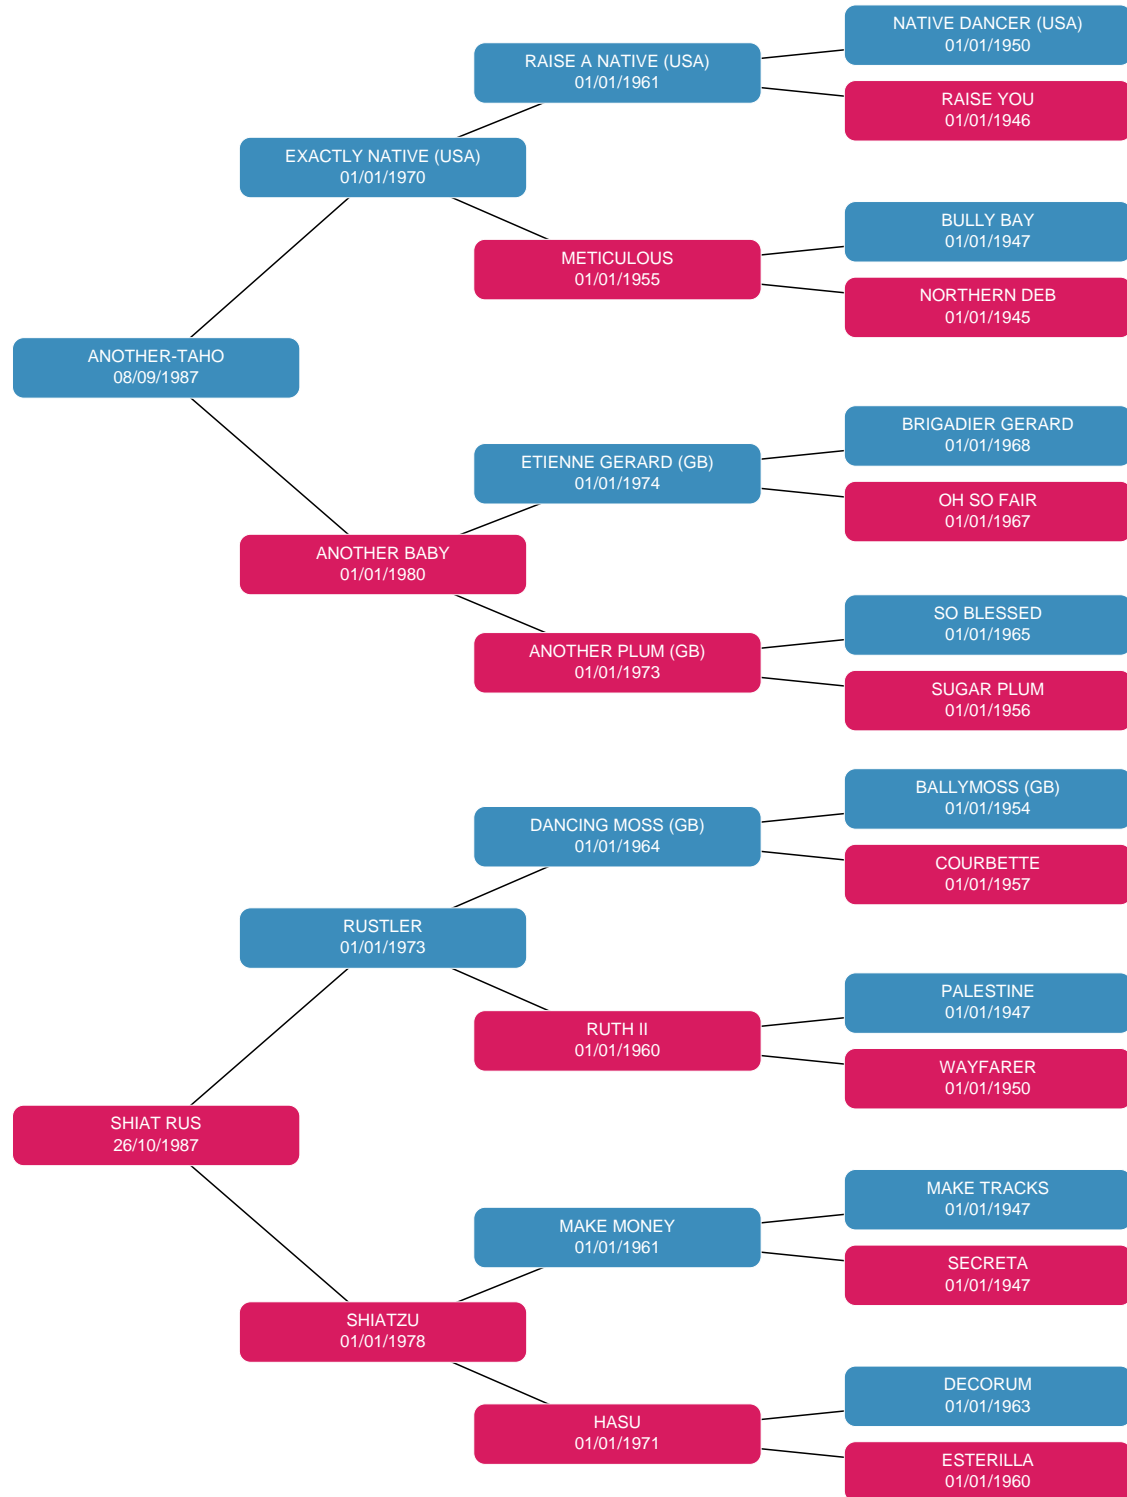 NATIVE DANCER (USA)
01/01/1950
RAISE A NATIVE (USA)
01/01/1961
RAISE YOU
01/01/1946
EXACTLY NATIVE (USA)
01/01/1970
BULLY BAY
01/01/1947
METICULOUS
01/01/1955
NORTHERN DEB
01/01/1945
ANOTHER-TAHO
08/09/1987
BRIGADIER GERARD
01/01/1968
ETIENNE GERARD (GB)
01/01/1974
OH SO FAIR
01/01/1967
ANOTHER BABY
01/01/1980
SO BLESSED
01/01/1965
ANOTHER PLUM (GB)
01/01/1973
SUGAR PLUM
01/01/1956
BALLYMOSS (GB)
01/01/1954
DANCING MOSS (GB)
01/01/1964
COURBETTE
01/01/1957
RUSTLER
01/01/1973
PALESTINE
01/01/1947
RUTH II
01/01/1960
WAYFARER
01/01/1950
SHIAT RUS
26/10/1987
MAKE TRACKS
01/01/1947
MAKE MONEY
01/01/1961
SECRETA
01/01/1947
SHIATZU
01/01/1978
DECORUM
01/01/1963
HASU
01/01/1971
ESTERILLA
01/01/1960